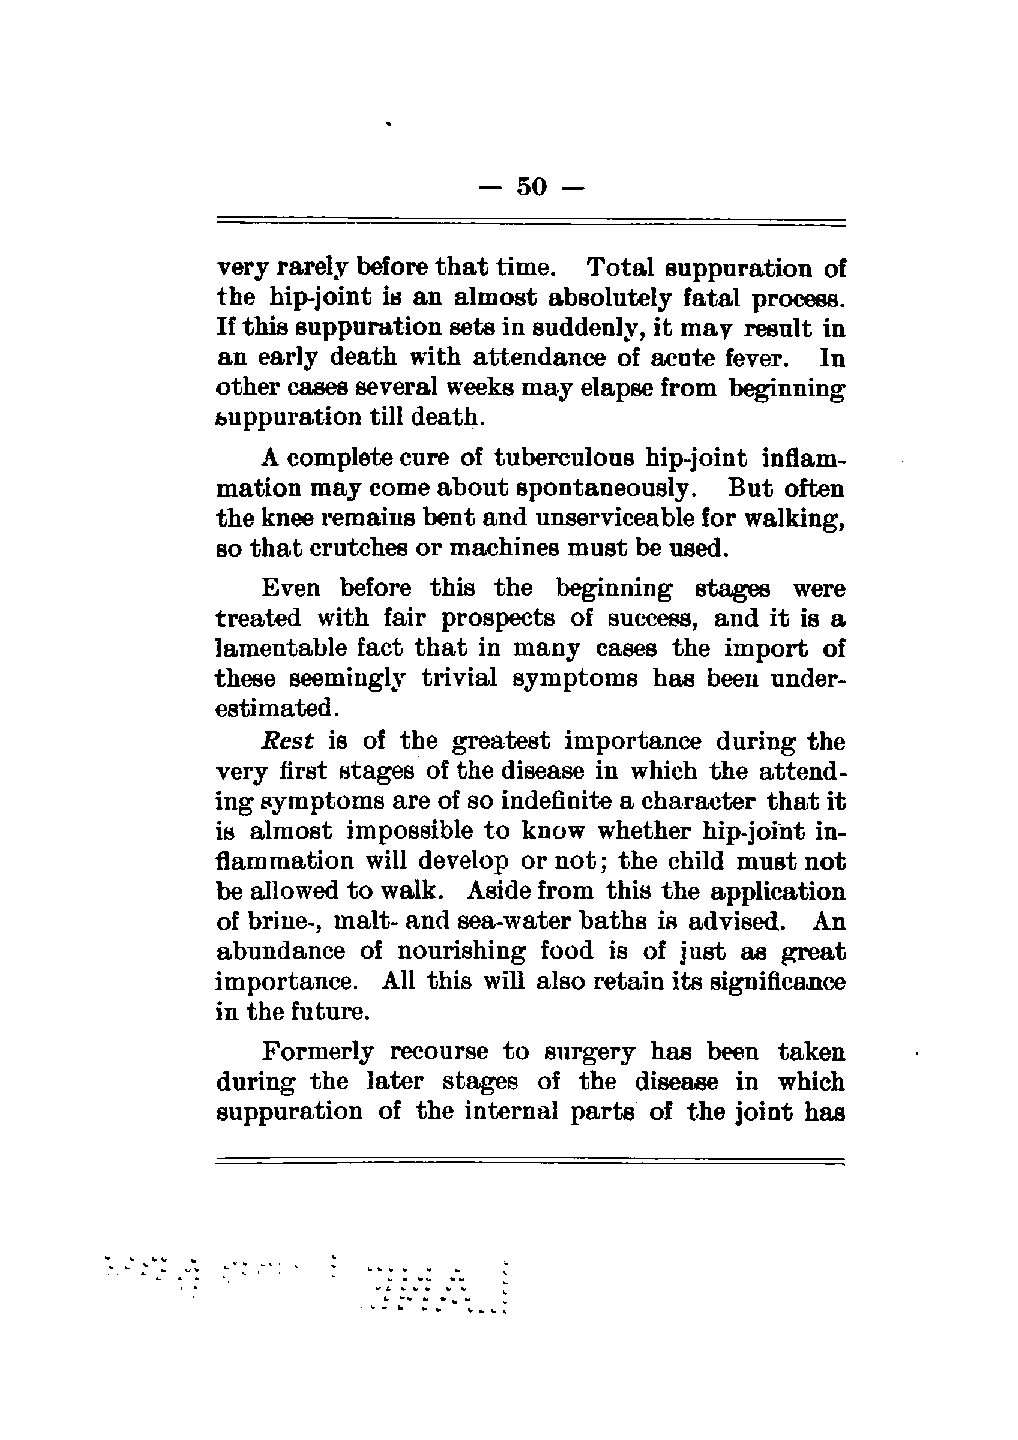 — 50 —
very rarely before that time. Total suppuration of
the hip-joint is an almost absolutely fatal process.
If this suppuration sets in suddenly, it may result in
an early death with attendance of acute fever. In
other cases several weeks may elapse from beginning
suppuration till death.
A complete cure of tuberculous hip-joint inflam-
mation may come about spontaneously. But often
the knee remains bent and unserviceable for walking,
so that crutches or machines must be used.
Even before this the beginning stages were
treated with fair prospects of success, and it is a
lamentable fact that in many cases the import of
these seemingly trivial symptoms has been under-
estimated.
Rest is of the greatest importance during the
very first stages of the disease in which the attend-
ing symptoms are of so indefinite a character that it
is almost impossible to know whether hip-joint in-
flammation will develop or not; the child must not
be allowed to walk. Aside from this the application
of brine-, malt- and sea-water baths is advised. An
abundance of nourishing food is of just as great
importance. All this will also retain its significance
in the future.
Formerly recourse to surgery has been taken
during the later stages of the disease in which
suppuration of the internal parts of the joint has